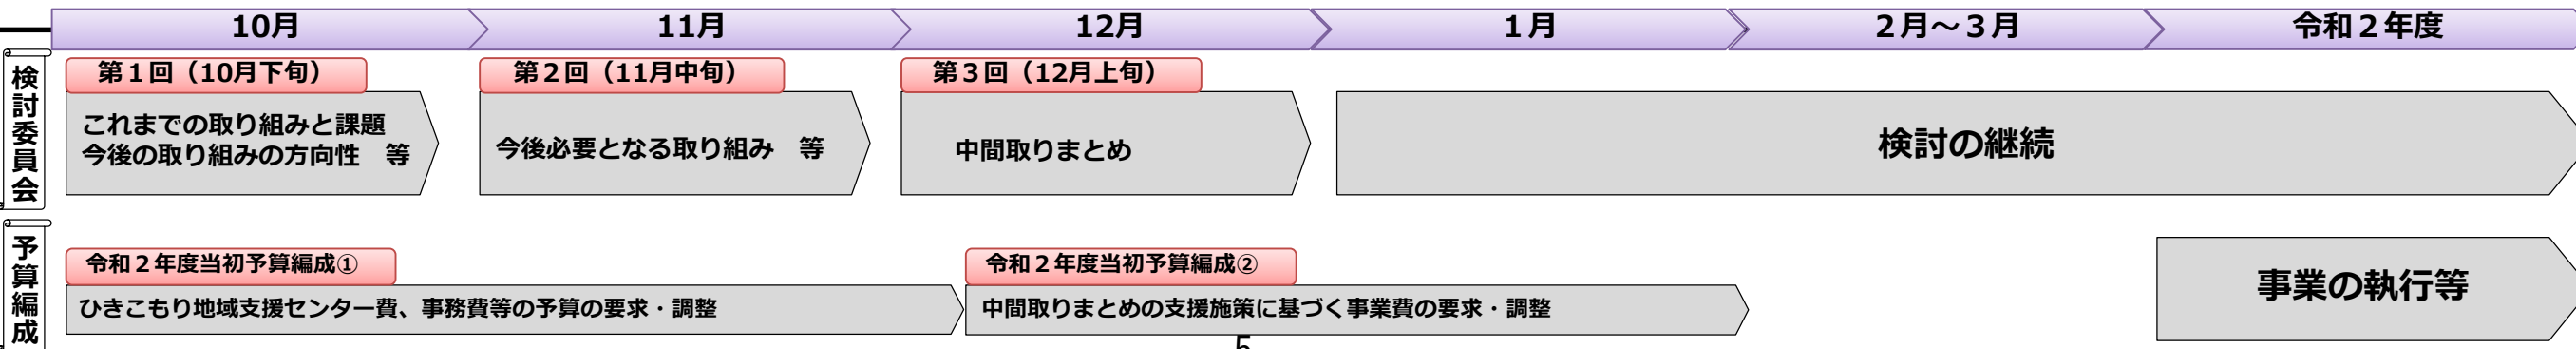 10月
11月
12月
1月
2月～3月
令和2年度
検討委員会
第1回（10月下旬）
これまでの取り組みと課題
今後の取り組みの方向性　等
第2回（11月中旬）
今後必要となる取り組み　等
第3回（12月上旬）
中間取りまとめ
検討の継続
予算編成
令和2年度当初予算編成①
ひきこもり地域支援センター費、事務費等の予算の要求・調整
令和2年度当初予算編成②
中間取りまとめの支援施策に基づく事業費の要求・調整
事業の執行等
5